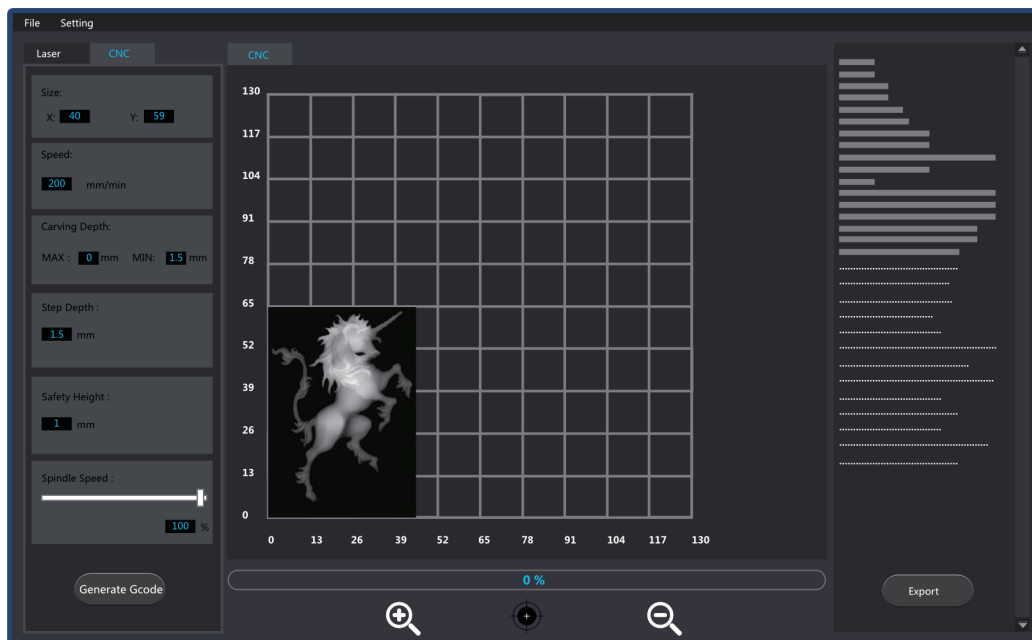 File Setting
Laser CNC
CNC
Size:
X: 40 Y: 59
Speed:
200 mm/min
Carving Depth:
MAX : 0 mm MIN: 1.5 mm
Step Depth :
1.5 mm
Safety Height :
1 mm
Spindle Speed :
100 %
Generate Gcode
130
117
104
91
78
65
52
39
26
13
0
0 13 26 39 52 65 78 91 104 117 130
0 %
Export